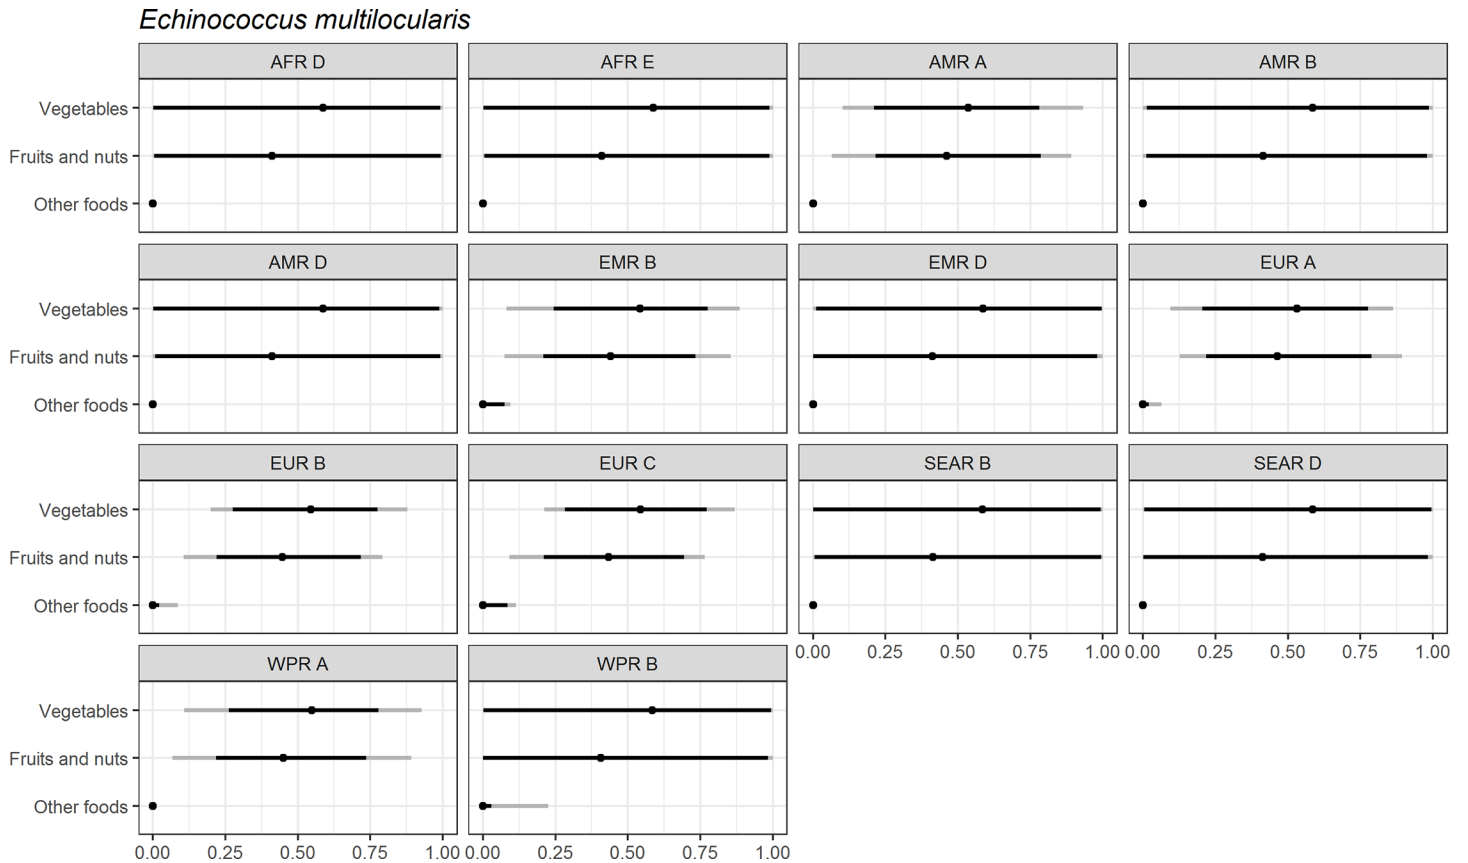 Echinococcus multilocularis
AFR D
AFR E
AMR A
AMR B
Vegetables
Fruits and nuts
Other foods
AMR D
EMR B
EMR D
EUR A
Vegetables
Fruits and nuts
Other foods
EUR B
EUR C
SEAR B
SEAR D
Vegetables
Fruits and nuts
Other foods
0.00 0.25 0.50 0.75 1.00
0.00 0.25 0.50 0.75 1.00
WPR A
WPR B
Vegetables
Fruits and nuts
Other foods
0.00 0.25 0.50 0.75 1.00
0.00 0.25 0.50 0.75 1.00